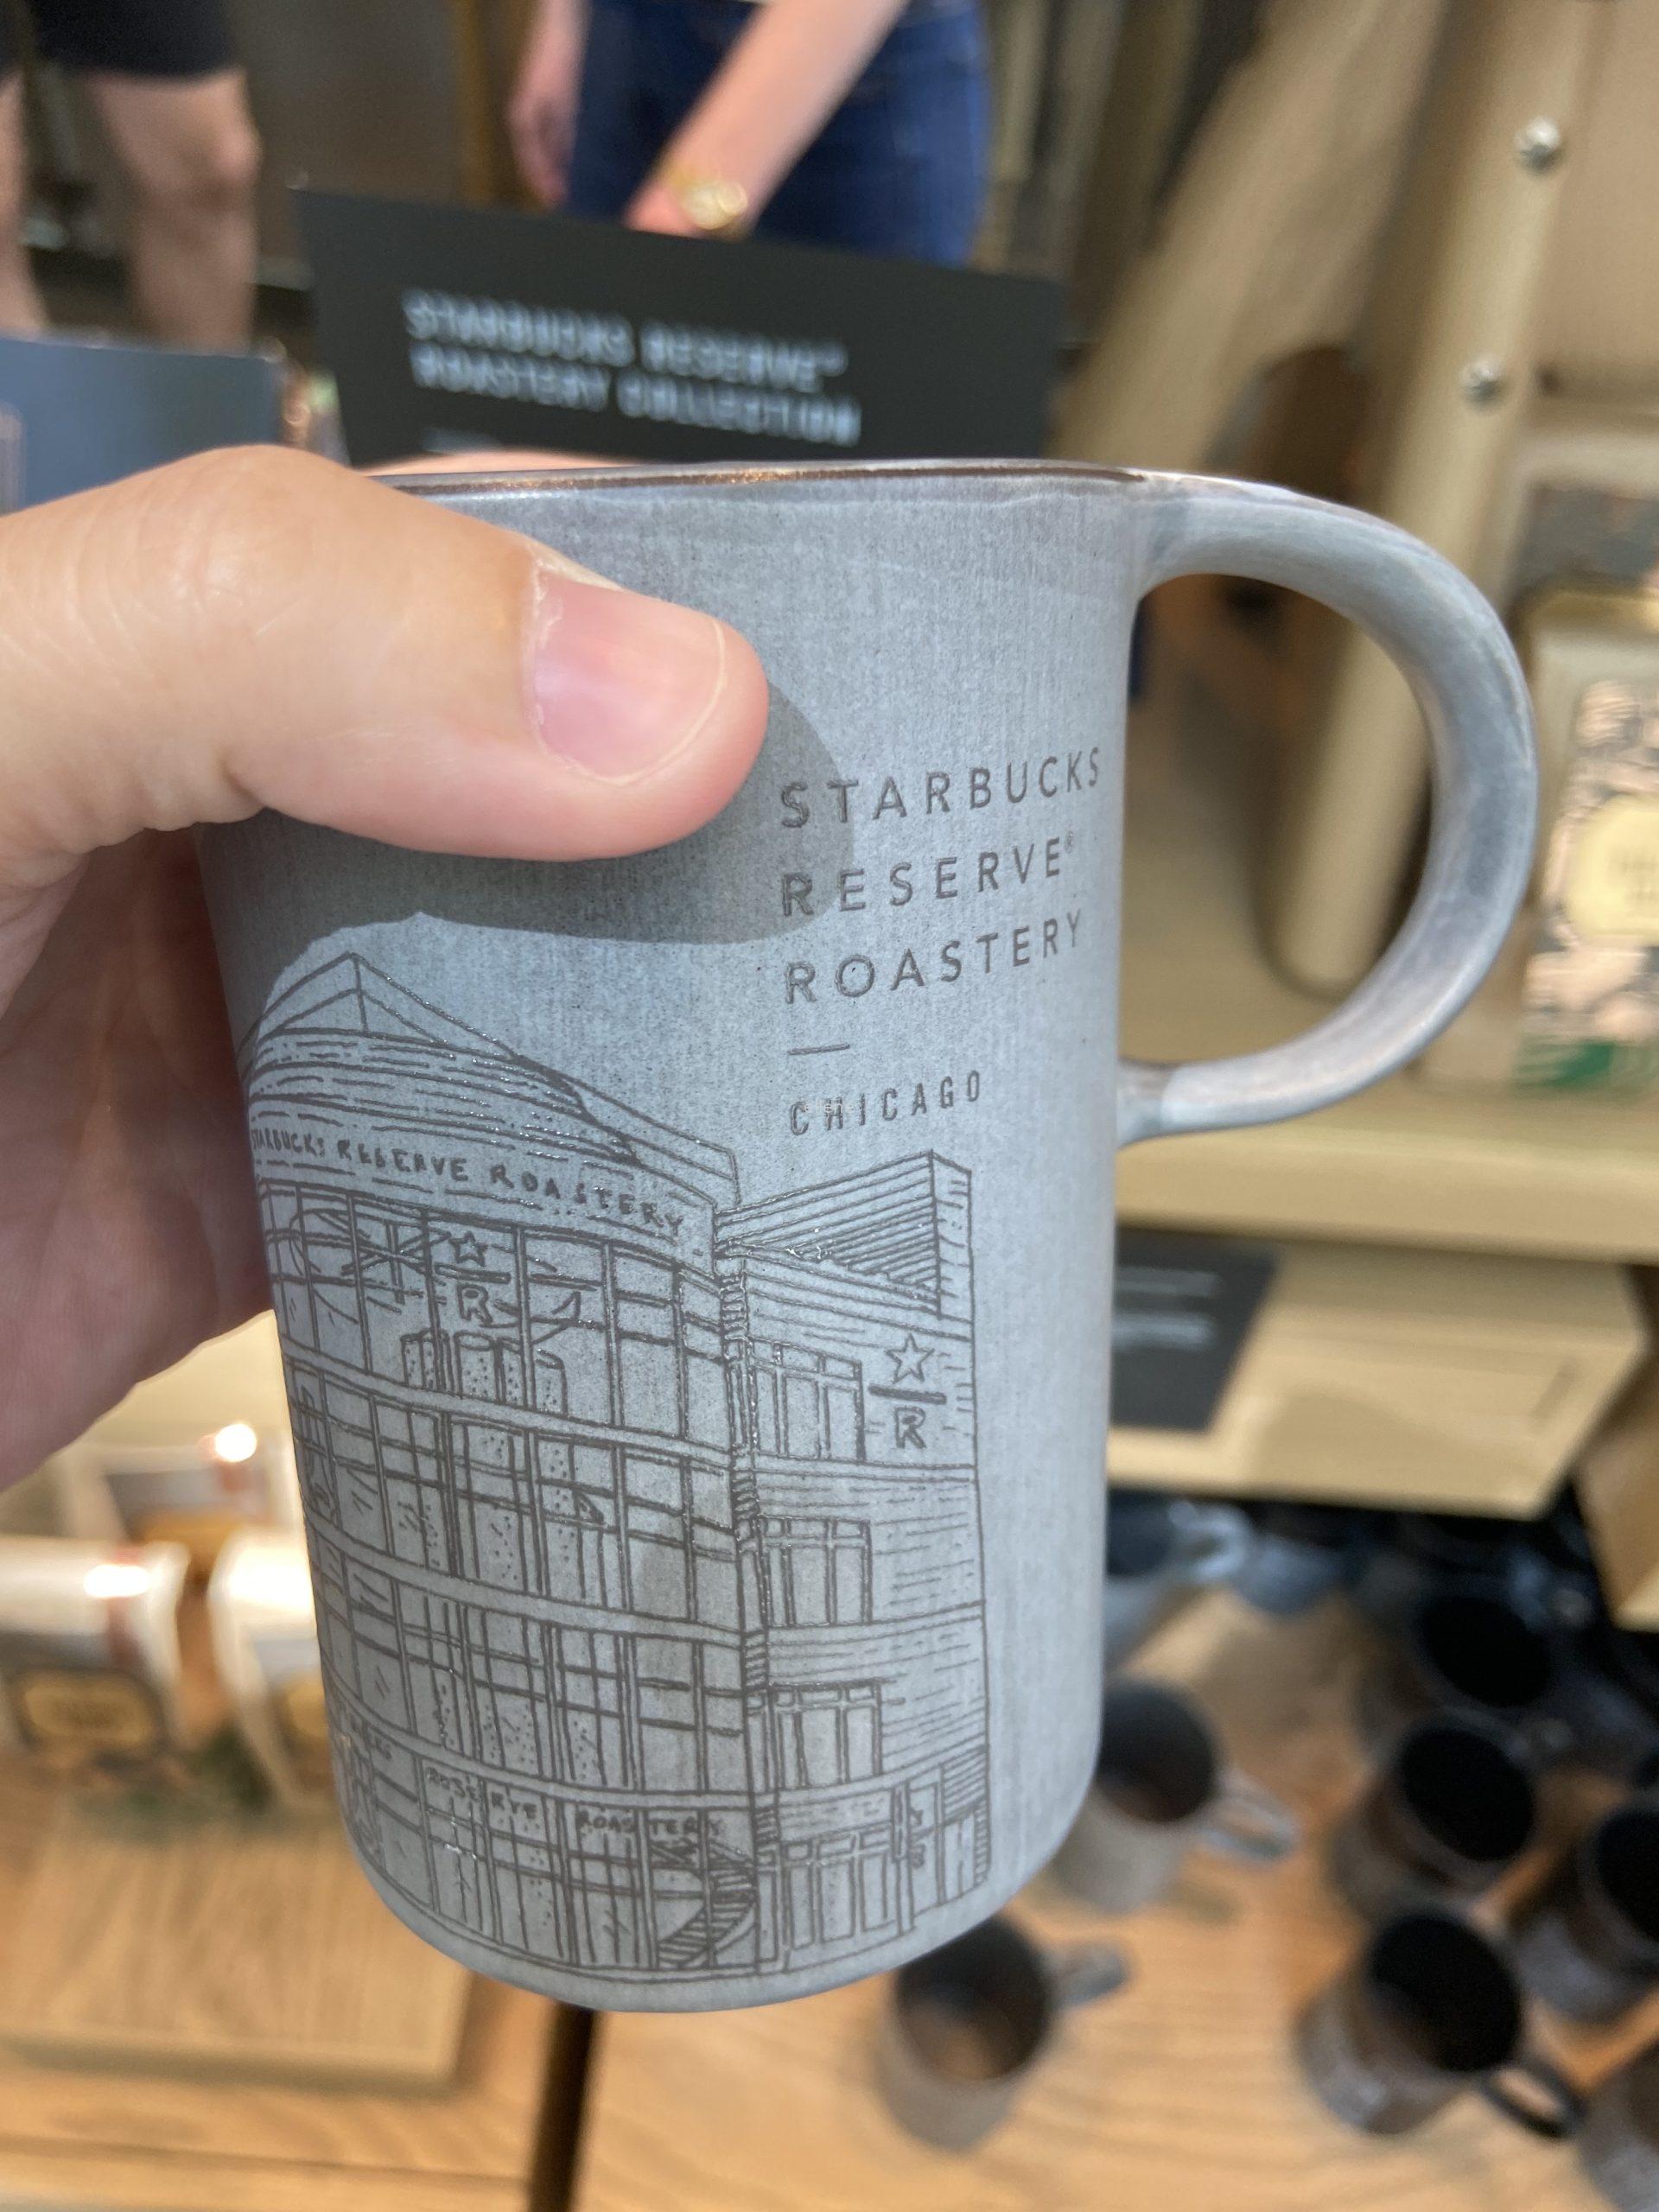 STARBUCKS RESERVE®
ROASTERY COLLECTION
STARBUCKS
RESERVE®
ROASTERY
—
CHICAGO
STARBUCKS RESERVE ROASTERY
R
R
RESERVE ROASTERY